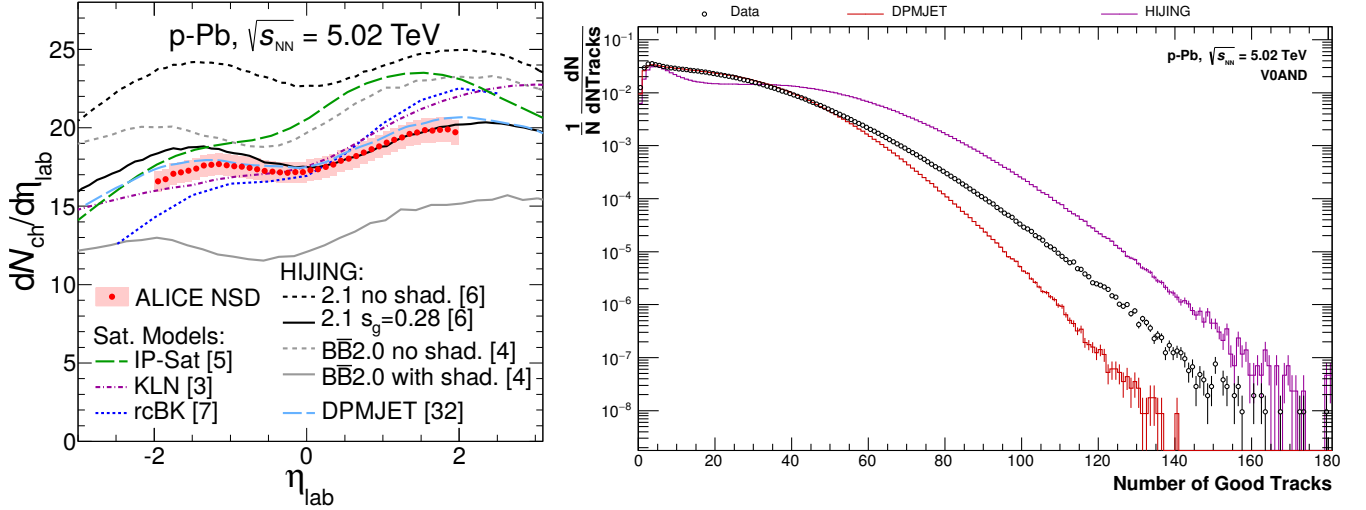 p-Pb, √s_NN = 5.02 TeV
dN_ch/dη_lab
25
20
15
10
5
0
-2
0
2
η_lab
ALICE NSD
Sat. Models:
IP-Sat [5]
KLN [3]
rcBK [7]
HIJING:
2.1 no shad. [6]
2.1 s_g=0.28 [6]
BB̅2.0 no shad. [4]
BB̅2.0 with shad. [4]
DPMJET [32]
Data
DPMJET
HIJING
p-Pb, √s_NN = 5.02 TeV
V0AND
1/N dN/dNTracks
10⁻¹
10⁻²
10⁻³
10⁻⁴
10⁻⁵
10⁻⁶
10⁻⁷
10⁻⁸
0
20
40
60
80
100
120
140
160
180
Number of Good Tracks